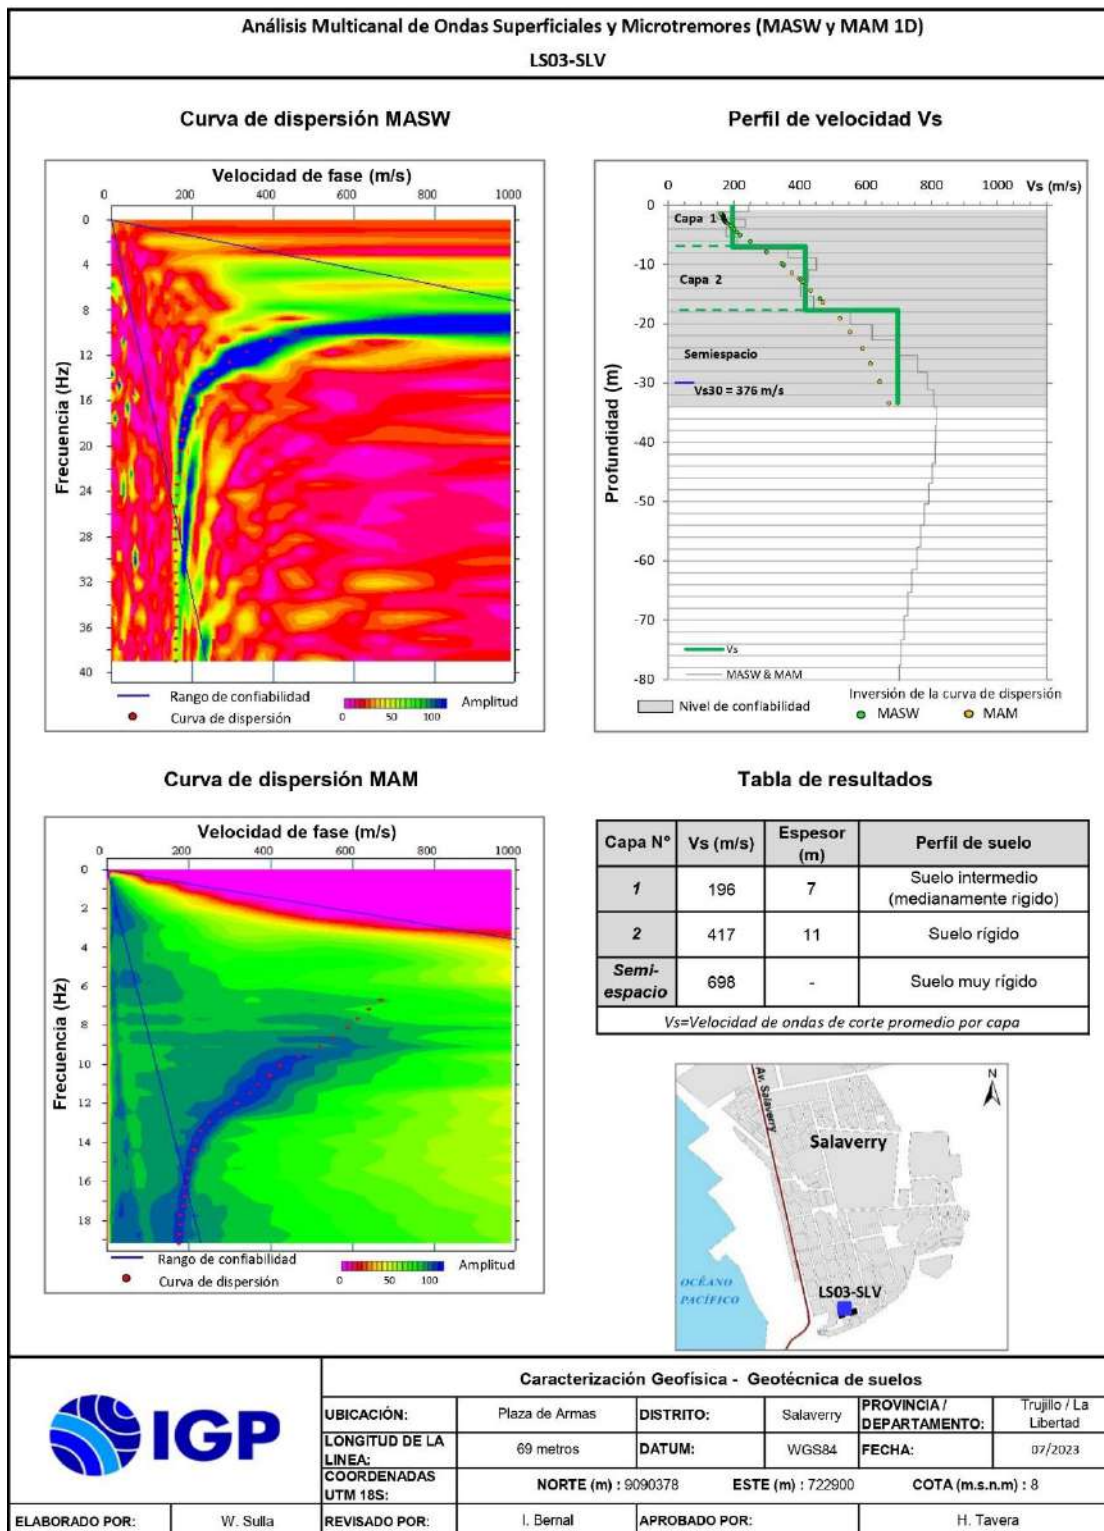 Análisis Multicanal de Ondas Superficiales y Microtremores (MASW y MAM 1D)
LS03-SLV
Curva de dispersión MASW
Velocidad de fase (m/s)
0 200 400 600 800 1000
Frecuencia (Hz)
0
4
8
12
16
20
24
28
32
36
40
Rango de confiabilidad
Curva de dispersión
Amplitud
0 50 100
Perfil de velocidad Vs
0 200 400 600 800 1000 Vs (m/s)
Profundidad (m)
0
-10
-20
-30
-40
-50
-60
-70
-80
Capa 1
Capa 2
Semiespacio
Vs30 = 376 m/s
Vs
MASW & MAM
Nivel de confiabilidad
Inversión de la curva de dispersión
MASW MAM
Curva de dispersión MAM
Velocidad de fase (m/s)
0 200 400 600 800 1000
Frecuencia (Hz)
0
2
4
6
8
10
12
14
16
18
Rango de confiabilidad
Curva de dispersión
Amplitud
0 50 100
Tabla de resultados
Capa N° Vs (m/s) Espesor (m) Perfil de suelo
1 196 7 Suelo intermedio (medianamente rigido)
2 417 11 Suelo rígido
Semi-espacio 698 - Suelo muy rígido
Vs=Velocidad de ondas de corte promedio por capa
Av. Salaverry
N
Salaverry
OCÉANO
PACÍFICO
LS03-SLV
IGP
Caracterización Geofísica - Geotécnica de suelos
UBICACIÓN: Plaza de Armas DISTRITO: Salaverry PROVINCIA / DEPARTAMENTO: Trujillo / La Libertad
LONGITUD DE LA LINEA: 69 metros DATUM: WGS84 FECHA: 07/2023
COORDENADAS UTM 18S: NORTE (m) : 9090378 ESTE (m) : 722900 COTA (m.s.n.m) : 8
ELABORADO POR: W. Sulla REVISADO POR: I. Bernal APROBADO POR: H. Tavera